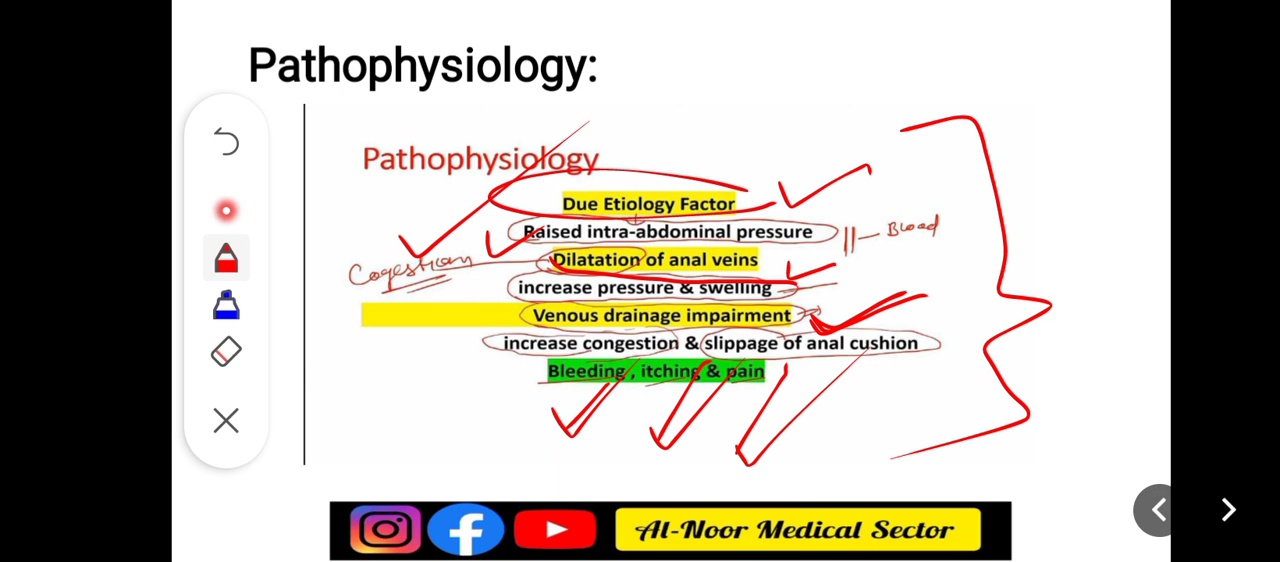 Pathophysiology:
Pathophysiology
Due Etiology Factor
Raised intra-abdominal pressure
Blood
Dilatation of anal veins
Cogestion
increase pressure & swelling
Venous drainage impairment
increase congestion & slippage of anal cushion
Bleeding, itching & pain
Al-Noor Medical Sector